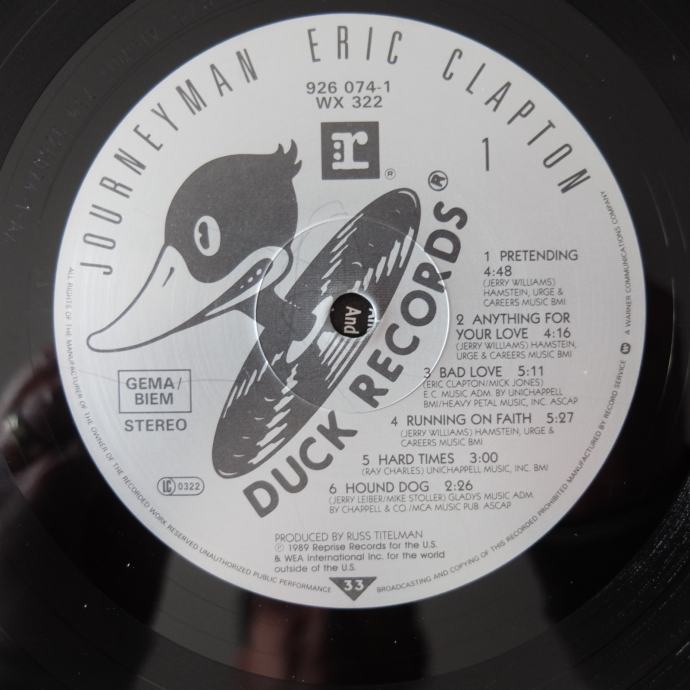 JOURNEYMAN ERIC CLAPTON
926 074-1
WX 322
r
®
®
1
DUCK RECORDS
1 PRETENDING
4:48
(JERRY WILLIAMS)
HAMSTEIN, URGE &
CAREERS MUSIC BMI
2 ANYTHING FOR
YOUR LOVE 4:16
(JERRY WILLIAMS) HAMSTEIN,
URGE & CAREERS MUSIC BMI
3 BAD LOVE 5:11
(ERIC CLAPTON/MICK JONES)
E.C. MUSIC ADM. BY UNICHAPPELL
BMI/HEAVY PETAL MUSIC, INC. ASCAP
4 RUNNING ON FAITH 5:27
(JERRY WILLIAMS) HAMSTEIN, URGE &
CAREERS MUSIC BMI
5 HARD TIMES 3:00
(RAY CHARLES) UNICHAPPELL MUSIC, INC. BMI
6 HOUND DOG 2:26
(JERRY LEIBER/MIKE STOLLER) GLADYS MUSIC ADM.
BY CHAPPELL & CO./MCA MUSIC PUB. ASCAP
GEMA/
BIEM
STEREO
LC 0322
And
PRODUCED BY RUSS TITELMAN
℗ 1989 Reprise Records for the U.S.
& WEA International Inc. for the world
outside of the U.S.
33
ALL RIGHTS OF THE MANUFACTURER OF THE OWNER OF THE RECORDED WORK RESERVED UNAUTHORIZED PUBLIC PERFORMANCE BROADCASTING AND COPYING OF THIS RECORD PROHIBITED MANUFACTURED BY RECORD SERVICE A WARNER COMMUNICATIONS COMPANY